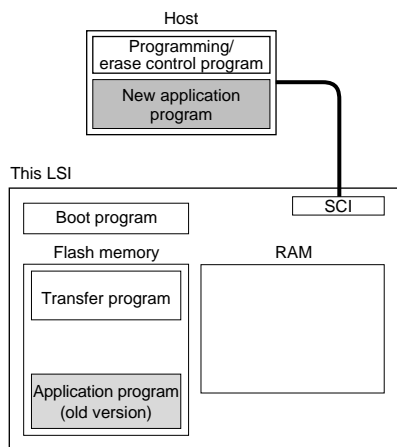 Host
Programming/
erase control program
New application
program
This LSI
SCI
Boot program
Flash memory
RAM
Transfer program
Application program
(old version)